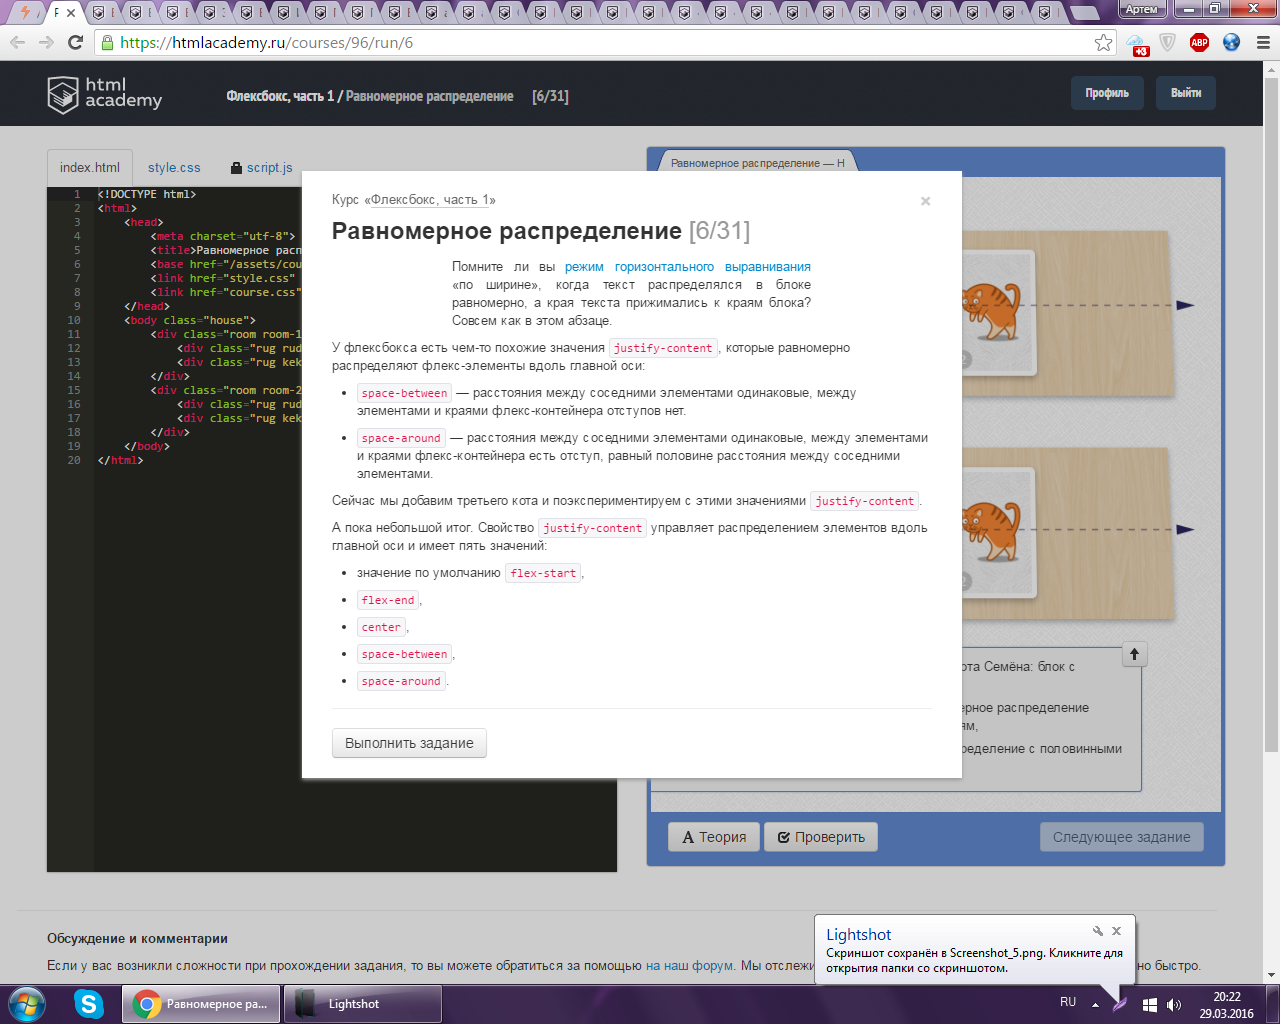 Артем
https://htmlacademy.ru/courses/96/run/6
+3
ABP
html
academy
Флексбокс, часть 1 / Равномерное распределение [6/31]
Профиль
Выйти
index.html
style.css
script.js
Равномерное распределение — Н
1 <!DOCTYPE html>
2 <html>
3 <head>
4 <meta charset="utf-8">
5 <title>Равномерное расп
6 <base href="/assets/cou
7 <link href="style.css"
8 <link href="course.css"
9 </head>
10 <body class="house">
11 <div class="room room-1
12 <div class="rug rud
13 <div class="rug kek
14 </div>
15 <div class="room room-2
16 <div class="rug rud
17 <div class="rug kek
18 </div>
19 </body>
20 </html>
Курс «Флексбокс, часть 1»
×
Равномерное распределение [6/31]
Помните ли вы режим горизонтального выравнивания
«по ширине», когда текст распределялся в блоке
равномерно, а края текста прижимались к краям блока?
Совсем как в этом абзаце.
У флексбокса есть чем-то похожие значения justify-content, которые равномерно
распределяют флекс-элементы вдоль главной оси:
• space-between — расстояния между соседними элементами одинаковые, между
элементами и краями флекс-контейнера отступов нет.
• space-around — расстояния между соседними элементами одинаковые, между элементами
и краями флекс-контейнера есть отступ, равный половине расстояния между соседними
элементами.
Сейчас мы добавим третьего кота и поэкспериментируем с этими значениями justify-content.
А пока небольшой итог. Свойство justify-content управляет распределением элементов вдоль
главной оси и имеет пять значений:
• значение по умолчанию flex-start,
• flex-end,
• center,
• space-between,
• space-around.
Выполнить задание
ота Семёна: блок с
ерное распределение
ям,
пределение с половинными
Теория
Проверить
Следующее задание
Обсуждение и комментарии
Если у вас возникли сложности при прохождении задания, то вы можете обратиться за помощью на наш форум. Мы отслежи
но быстро.
Lightshot
Скриншот сохранён в Screenshot_5.png. Кликните для
открытия папки со скриншотом.
Равномерное ра...
Lightshot
RU
20:22
29.03.2016